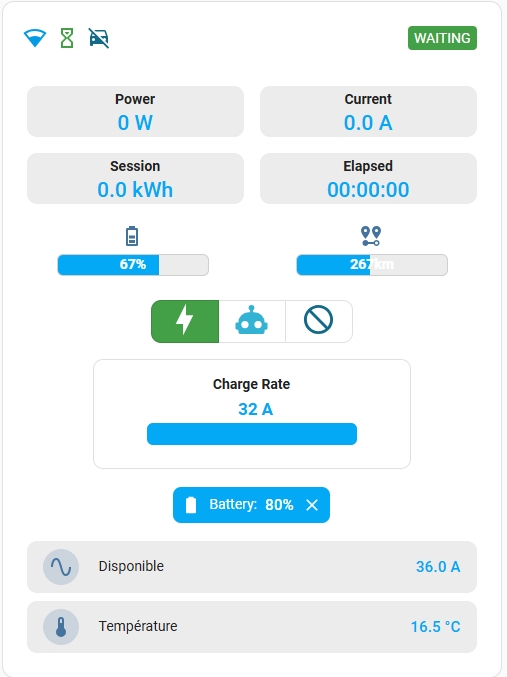 WAITING
Power
0 W
Current
0.0 A
Session
0.0 kWh
Elapsed
00:00:00
67%
267km
Charge Rate
32 A
Battery: 80%
Disponible
36.0 A
Température
16.5 °C